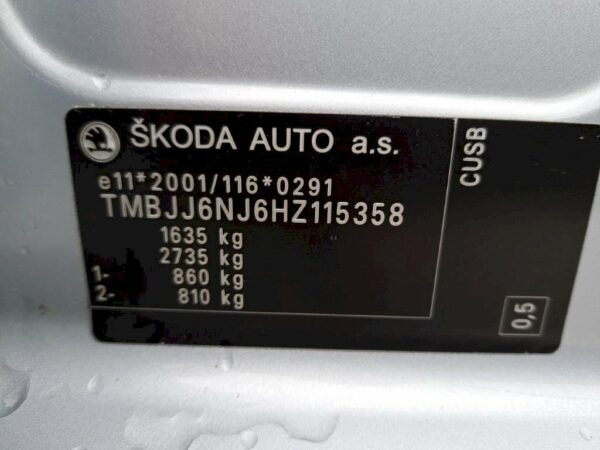 ŠKODA AUTO a.s.
e11*2001/116*0291
TMBJJ6NJ6HZ115358
1635 kg
2735 kg
1- 860 kg
2- 810 kg
CUSB
0,5